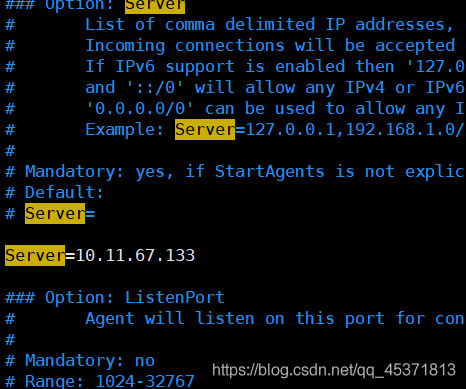 ### Option: Server
#       List of comma delimited IP addresses,
#       Incoming connections will be accepted
#       If IPv6 support is enabled then '127.0
#       and '::/0' will allow any IPv4 or IPv6
#       '0.0.0.0/0' can be used to allow any I
#       Example: Server=127.0.0.1,192.168.1.0/
#
# Mandatory: yes, if StartAgents is not explic
# Default:
# Server=
Server=10.11.67.133
### Option: ListenPort
#       Agent will listen on this port for con
#
# Mandatory: no
# Range: 1024-32767
https://blog.csdn.net/qq_45371813